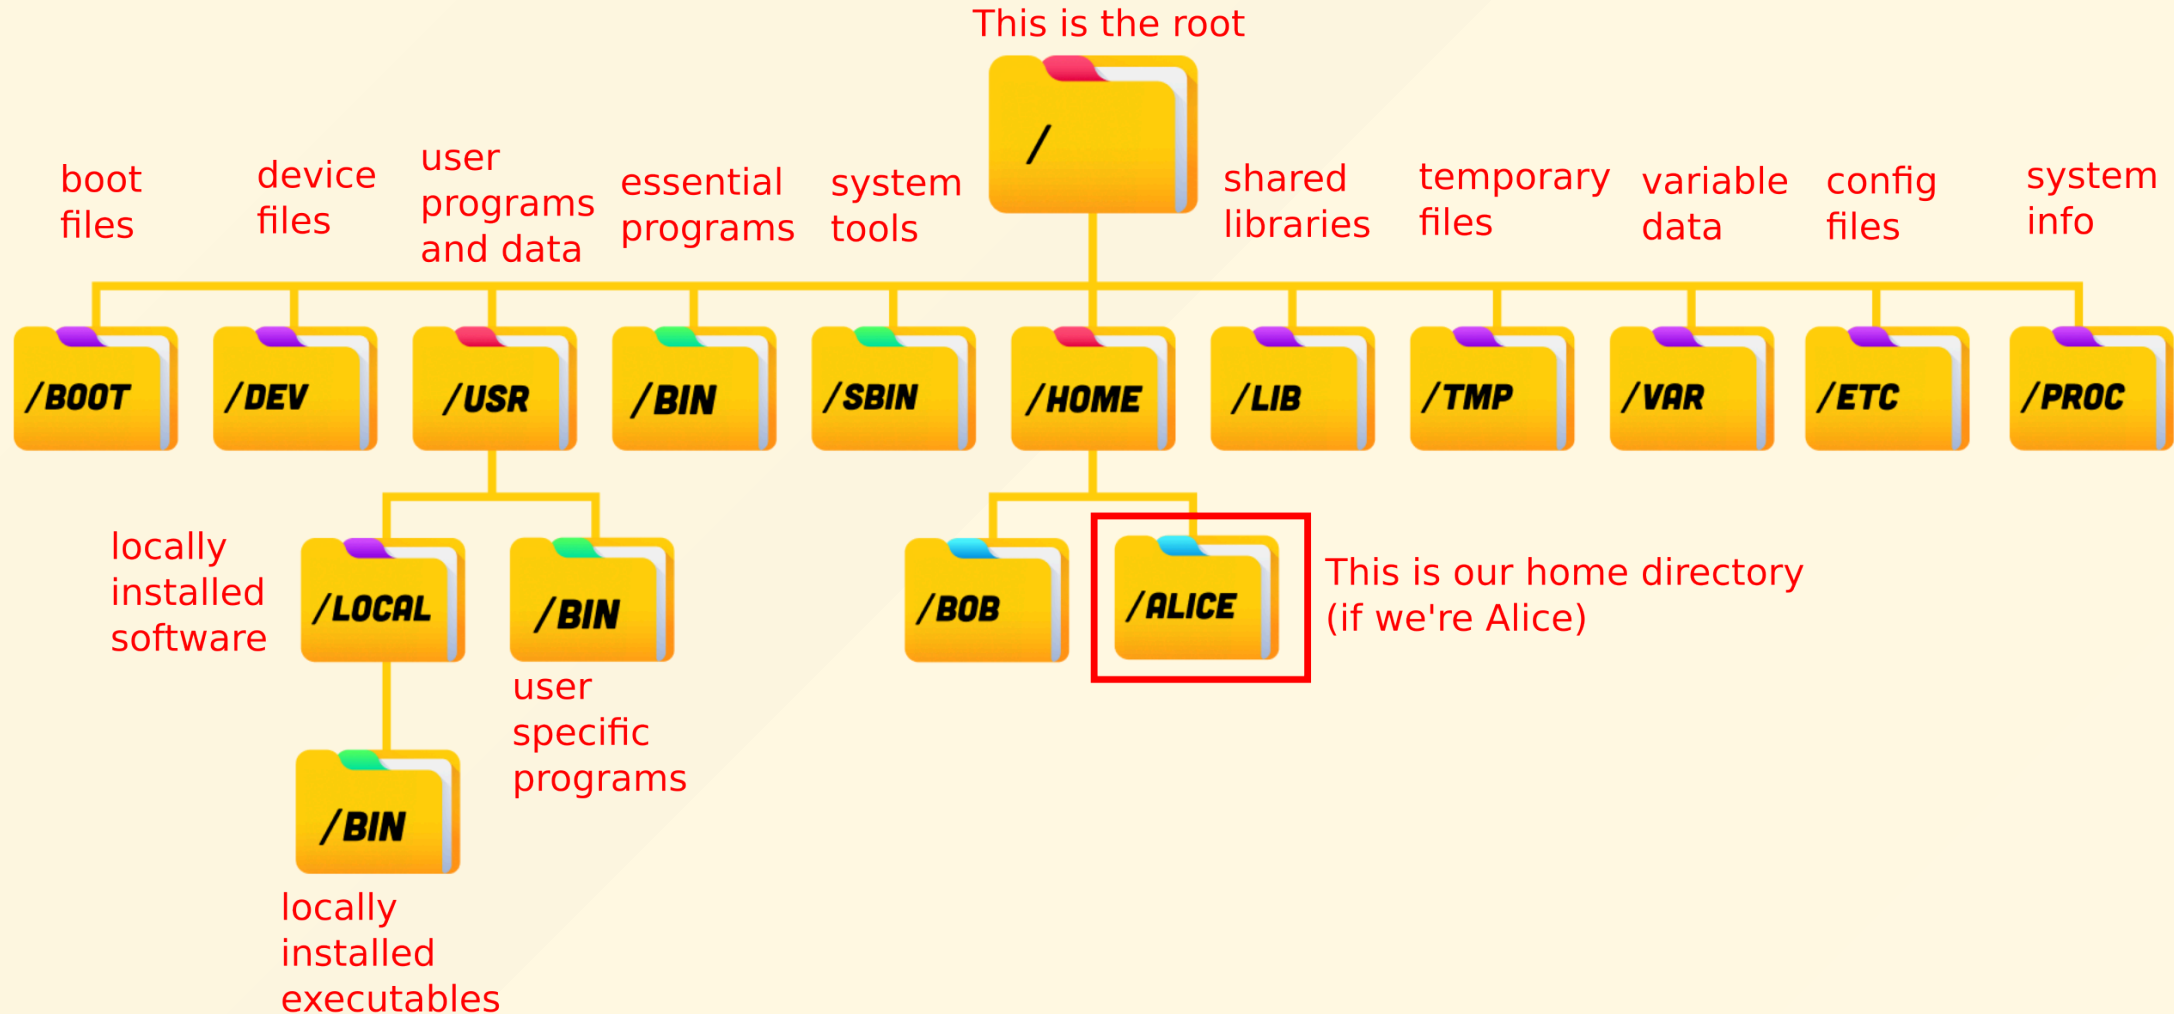 This is the root
/
boot
files
device
files
user
programs
and data
essential
programs
system
tools
shared
libraries
temporary
files
variable
data
config
files
system
info
/BOOT
/DEV
/USR
/BIN
/SBIN
/HOME
/LIB
/TMP
/VAR
/ETC
/PROC
locally
installed
software
/LOCAL
/BIN
/BOB
/ALICE
This is our home directory
(if we're Alice)
user
specific
programs
/BIN
locally
installed
executables